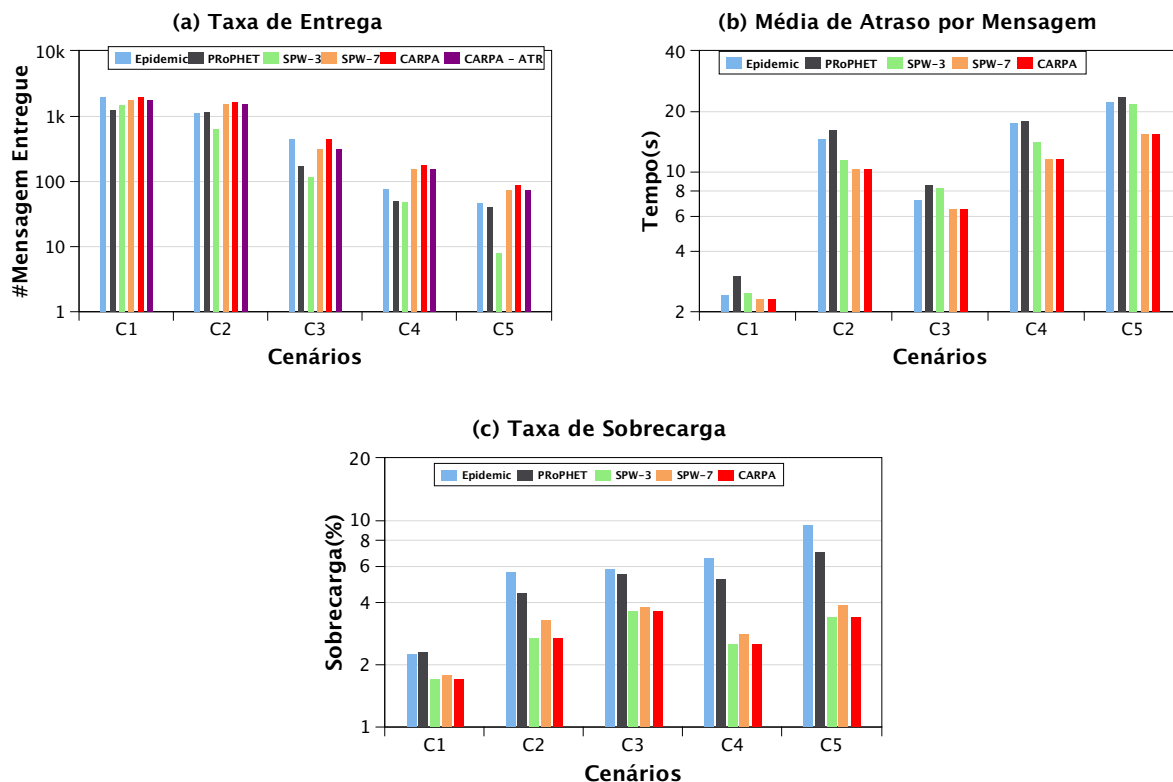 (a) Taxa de Entrega
10k
1k
100
10
1
#Mensagem Entregue
Epidemic PRoPHET SPW-3 SPW-7 CARPA CARPA - ATR
C1 C2 C3 C4 C5
Cenários
(b) Média de Atraso por Mensagem
40
20
10
8
6
4
2
Tempo(s)
Epidemic PRoPHET SPW-3 SPW-7 CARPA
C1 C2 C3 C4 C5
Cenários
(c) Taxa de Sobrecarga
20
10
8
6
4
2
1
Sobrecarga(%)
Epidemic PRoPHET SPW-3 SPW-7 CARPA
C1 C2 C3 C4 C5
Cenários